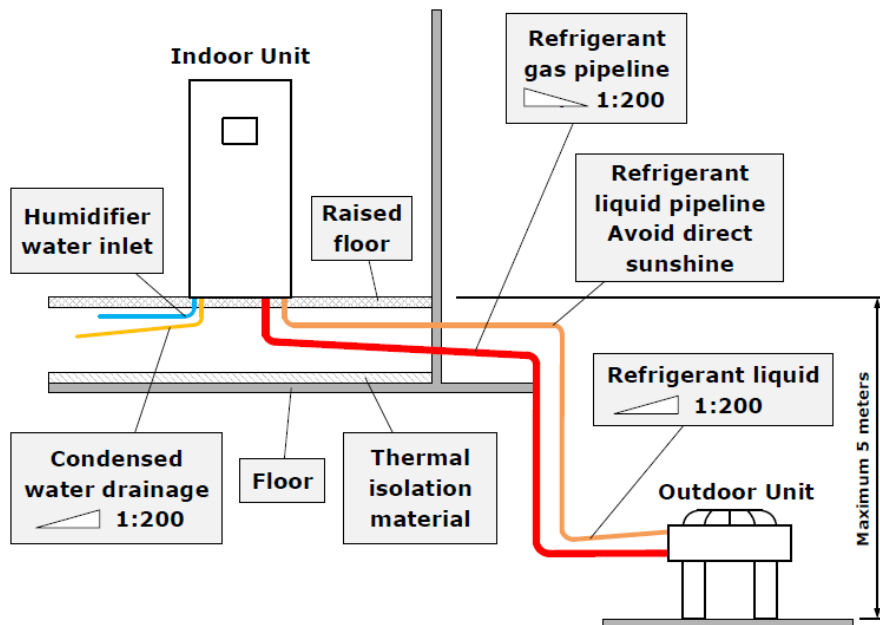 Indoor Unit
Refrigerant
gas pipeline
1:200
Humidifier
water inlet
Raised
floor
Refrigerant
liquid pipeline
Avoid direct
sunshine
Refrigerant liquid
1:200
Condensed
water drainage
1:200
Floor
Thermal
isolation
material
Outdoor Unit
Maximum 5 meters